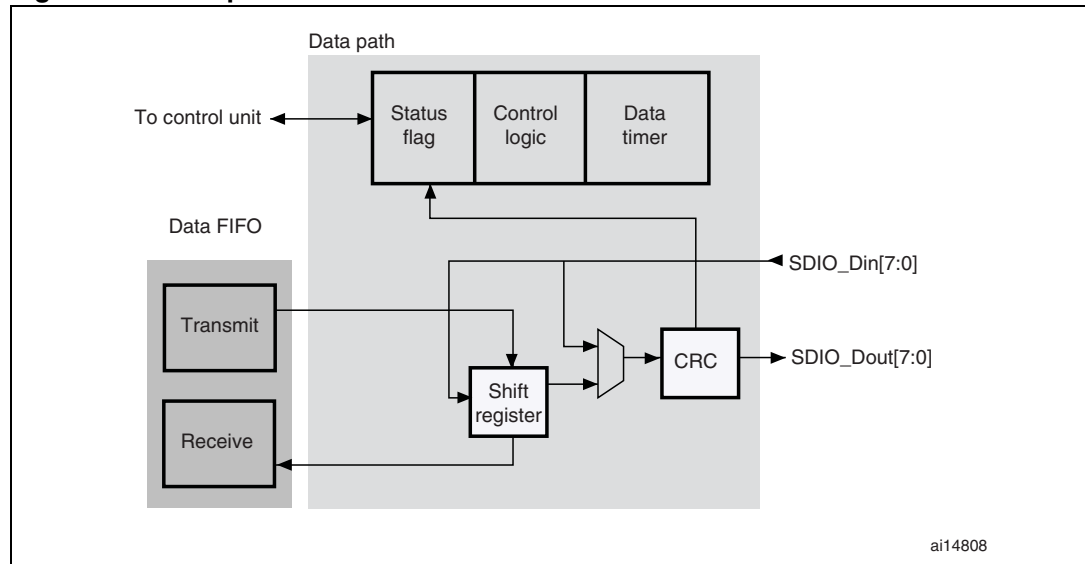 Data path
To control unit
Status
flag
Control
logic
Data
timer
Data FIFO
SDIO_Din[7:0]
Transmit
SDIO_Dout[7:0]
CRC
Shift
register
Receive
ai14808